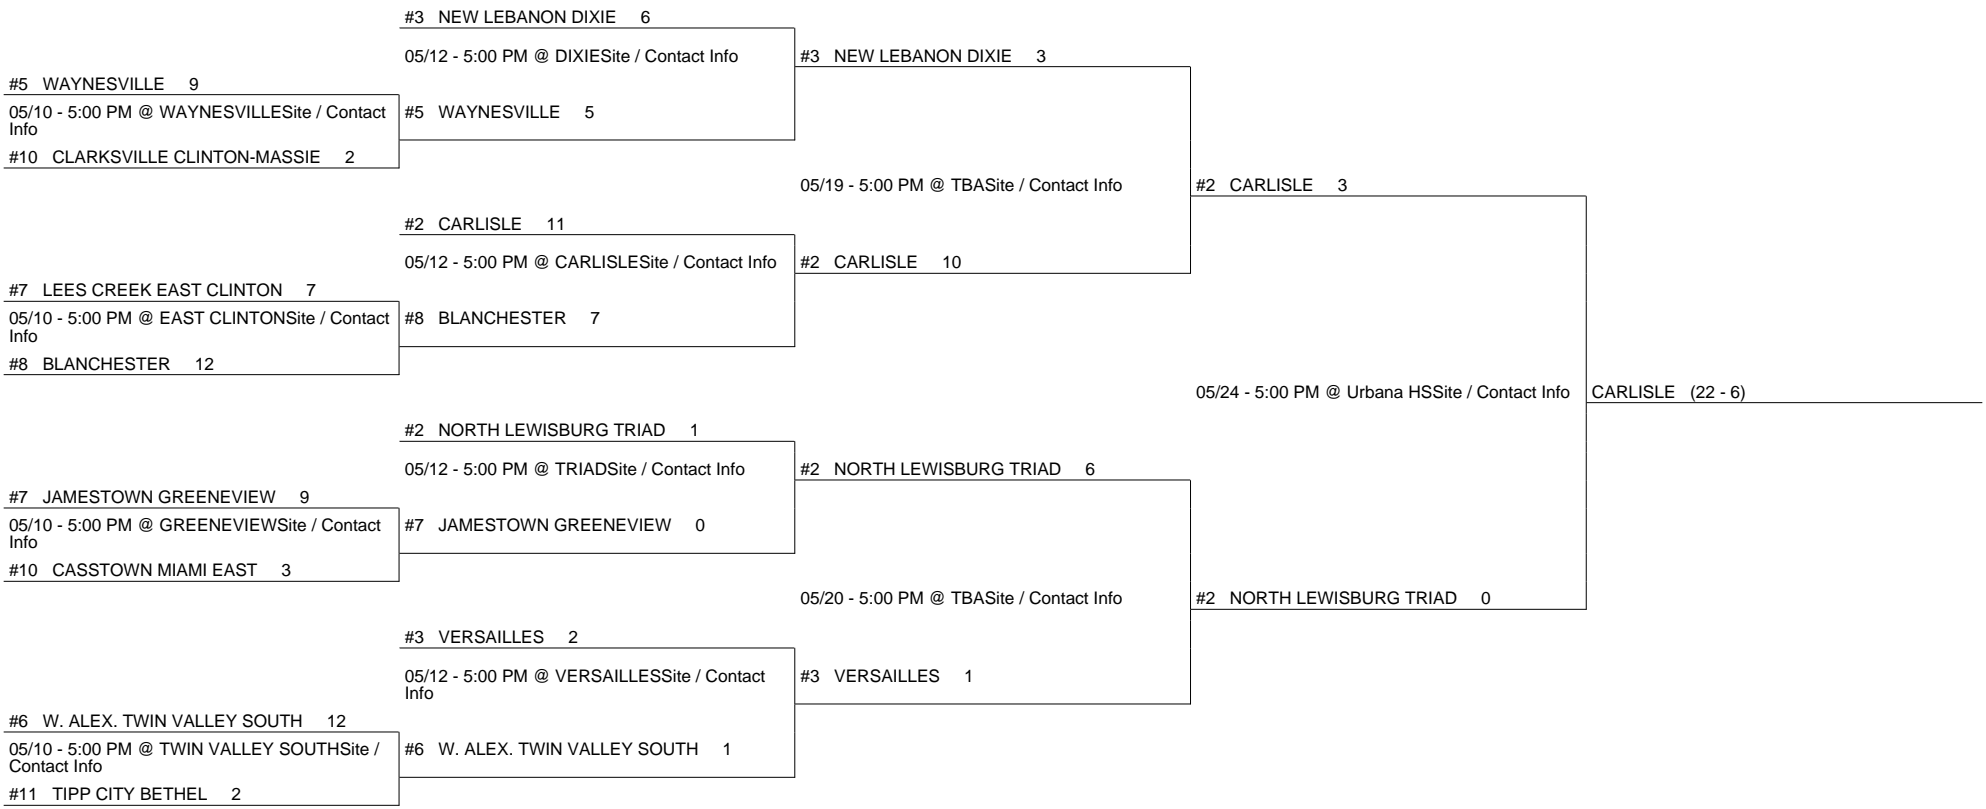 #3 NEW LEBANON DIXIE 6
05/12 - 5:00 PM @ DIXIESite / Contact Info
#3 NEW LEBANON DIXIE 3
#5 WAYNESVILLE 9
05/10 - 5:00 PM @ WAYNESVILLESite / Contact
Info
#5 WAYNESVILLE 5
#10 CLARKSVILLE CLINTON-MASSIE 2
05/19 - 5:00 PM @ TBASite / Contact Info
#2 CARLISLE 3
#2 CARLISLE 11
05/12 - 5:00 PM @ CARLISLESite / Contact Info
#2 CARLISLE 10
#7 LEES CREEK EAST CLINTON 7
05/10 - 5:00 PM @ EAST CLINTONSite / Contact
Info
#8 BLANCHESTER 7
#8 BLANCHESTER 12
05/24 - 5:00 PM @ Urbana HSSite / Contact Info
CARLISLE (22 - 6)
#2 NORTH LEWISBURG TRIAD 1
05/12 - 5:00 PM @ TRIADSite / Contact Info
#2 NORTH LEWISBURG TRIAD 6
#7 JAMESTOWN GREENEVIEW 9
05/10 - 5:00 PM @ GREENEVIEWSite / Contact
Info
#7 JAMESTOWN GREENEVIEW 0
#10 CASSTOWN MIAMI EAST 3
05/20 - 5:00 PM @ TBASite / Contact Info
#2 NORTH LEWISBURG TRIAD 0
#3 VERSAILLES 2
05/12 - 5:00 PM @ VERSAILLESSite / Contact
Info
#3 VERSAILLES 1
#6 W. ALEX. TWIN VALLEY SOUTH 12
05/10 - 5:00 PM @ TWIN VALLEY SOUTHSite /
Contact Info
#6 W. ALEX. TWIN VALLEY SOUTH 1
#11 TIPP CITY BETHEL 2